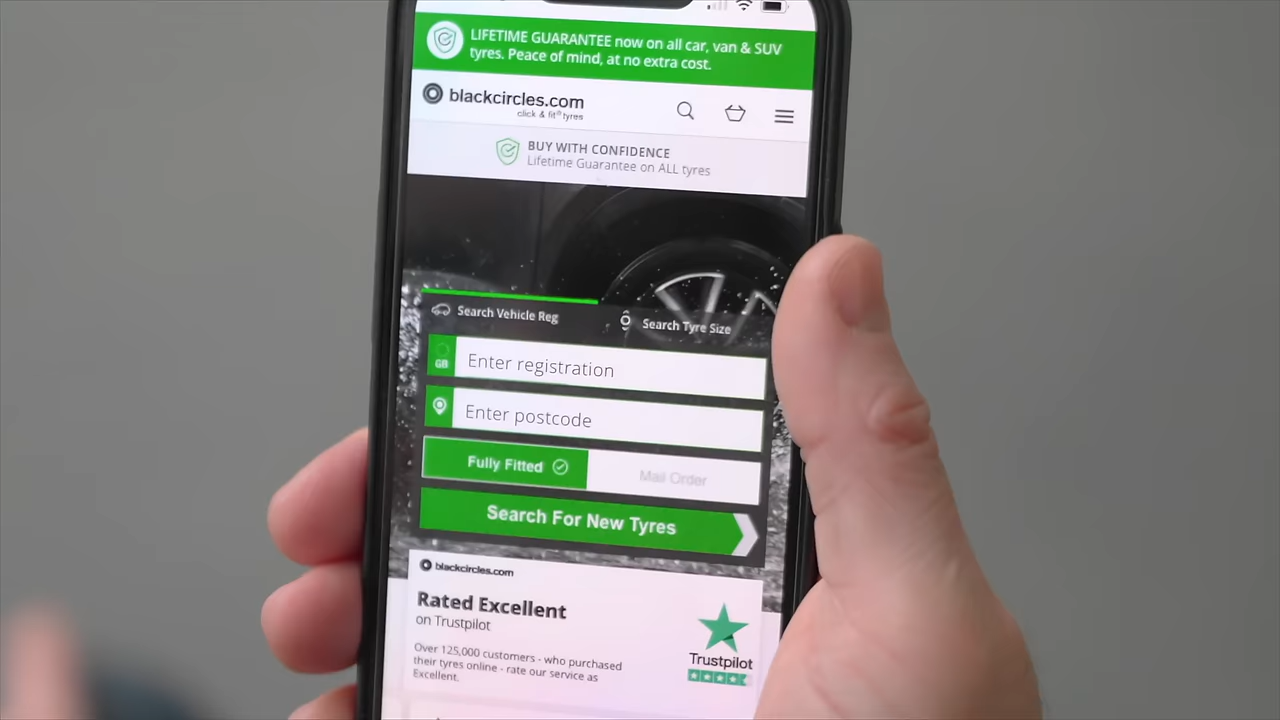 LIFETIME GUARANTEE now on all car, van & SUV
tyres. Peace of mind, at no extra cost.
blackcircles.com
click & fit® tyres
BUY WITH CONFIDENCE
Lifetime Guarantee on ALL tyres
Search Vehicle Reg
Search Tyre Size
GB
Enter registration
Enter postcode
Fully Fitted
Mail Order
Search For New Tyres
blackcircles.com
Rated Excellent
on Trustpilot
Over 125,000 customers - who purchased
their tyres online - rate our service as
Excellent.
Trustpilot